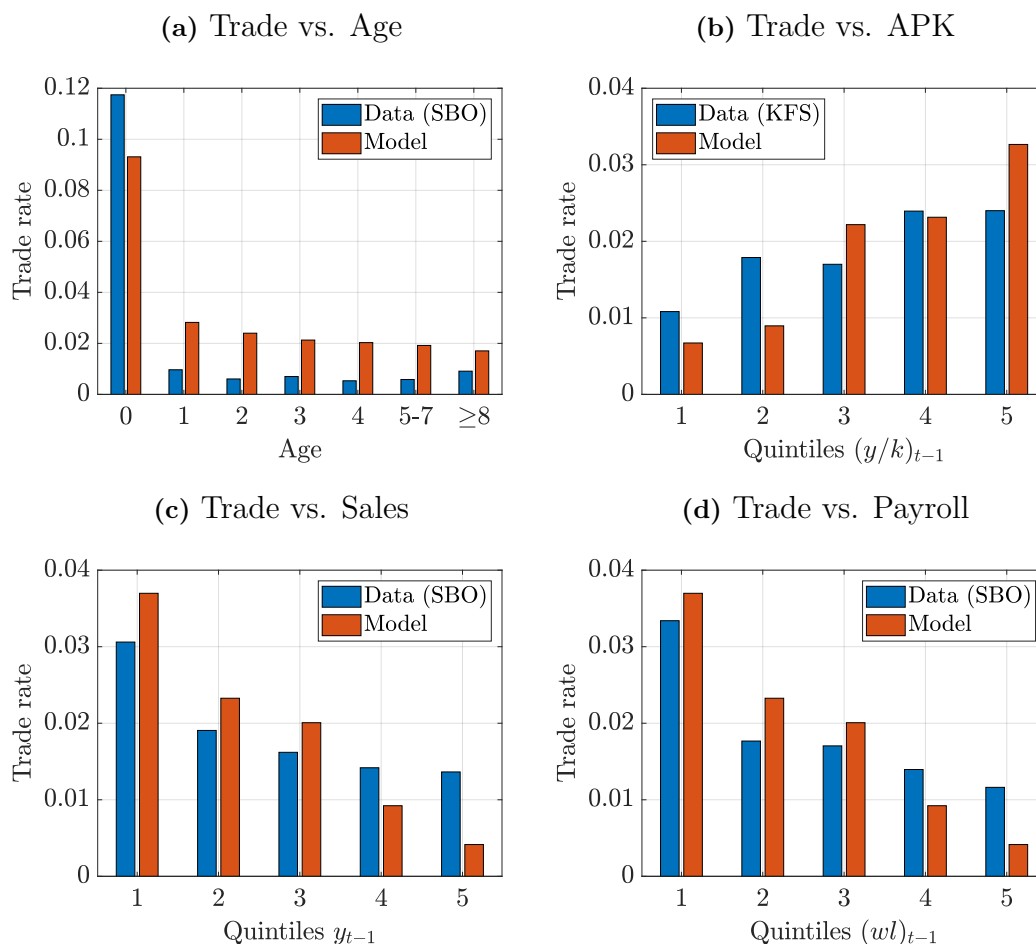 (a) Trade vs. Age
0.12
0.1
0.08
0.06
0.04
0.02
0
Trade rate
Data (SBO)
Model
0 1 2 3 4 5-7 ≥8
Age
(b) Trade vs. APK
0.04
0.03
0.02
0.01
0
Trade rate
Data (KFS)
Model
1 2 3 4 5
Quintiles (y/k)t−1
(c) Trade vs. Sales
0.04
0.03
0.02
0.01
0
Trade rate
Data (SBO)
Model
1 2 3 4 5
Quintiles yt−1
(d) Trade vs. Payroll
0.04
0.03
0.02
0.01
0
Trade rate
Data (SBO)
Model
1 2 3 4 5
Quintiles (wl)t−1